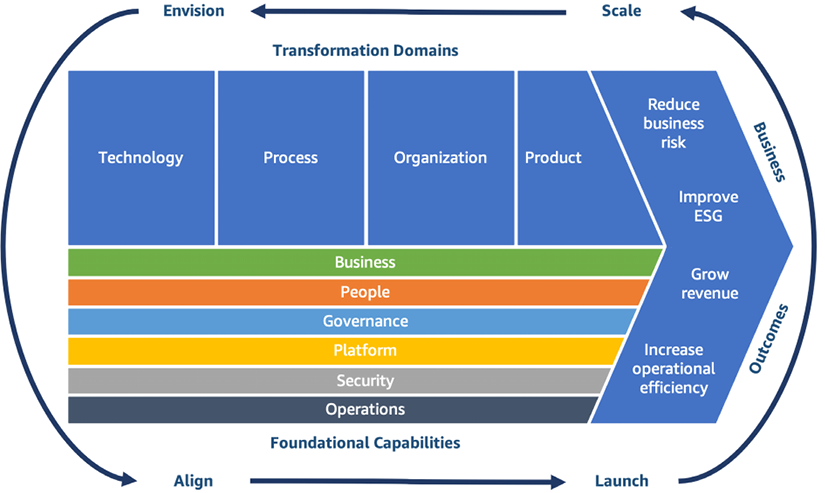 Envision
Scale
Transformation Domains
Technology
Process
Organization
Product
Reduce
business
risk
Improve
ESG
Grow
revenue
Increase
operational
efficiency
Business
Outcomes
Business
People
Governance
Platform
Security
Operations
Foundational Capabilities
Align
Launch